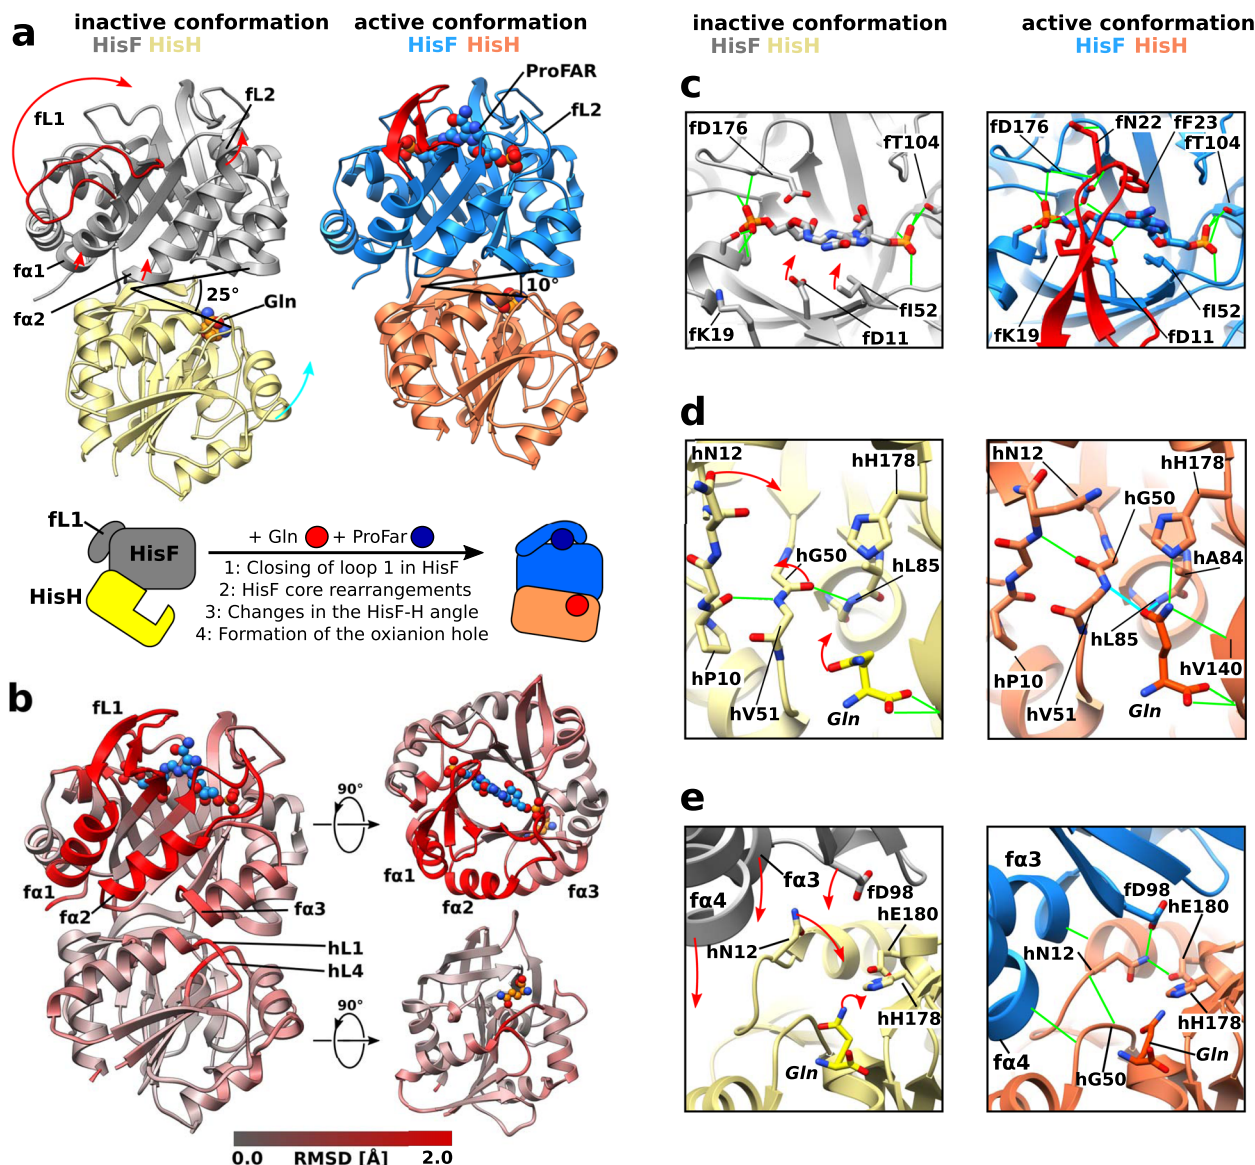 a
inactive conformation
HisF HisH
active conformation
HisF HisH
fL1
fL2
fα1
fα2
25°
Gln
ProFAR
fL2
10°
fL1
HisF
HisH
+ Gln + ProFar
1: Closing of loop 1 in HisF
2: HisF core rearrangements
3: Changes in the HisF-H angle
4: Formation of the oxianion hole
b
fL1
fα1
fα2
fα3
hL1
hL4
90°
90°
fα1
fα2
fα3
0.0 RMSD [Å] 2.0
inactive conformation
HisF HisH
active conformation
HisF HisH
c
fD176
fT104
fK19
fD11
fI52
fD176
fN22
fF23
fT104
fK19
fD11
fI52
d
hN12
hH178
hG50
hL85
hP10
hV51
Gln
hN12
hH178
hG50
hA84
hL85
hP10
hV51
hV140
Gln
e
fα4
fα3
fD98
hE180
hN12
hH178
Gln
fα3
fD98
hE180
hN12
hH178
fα4
hG50
Gln